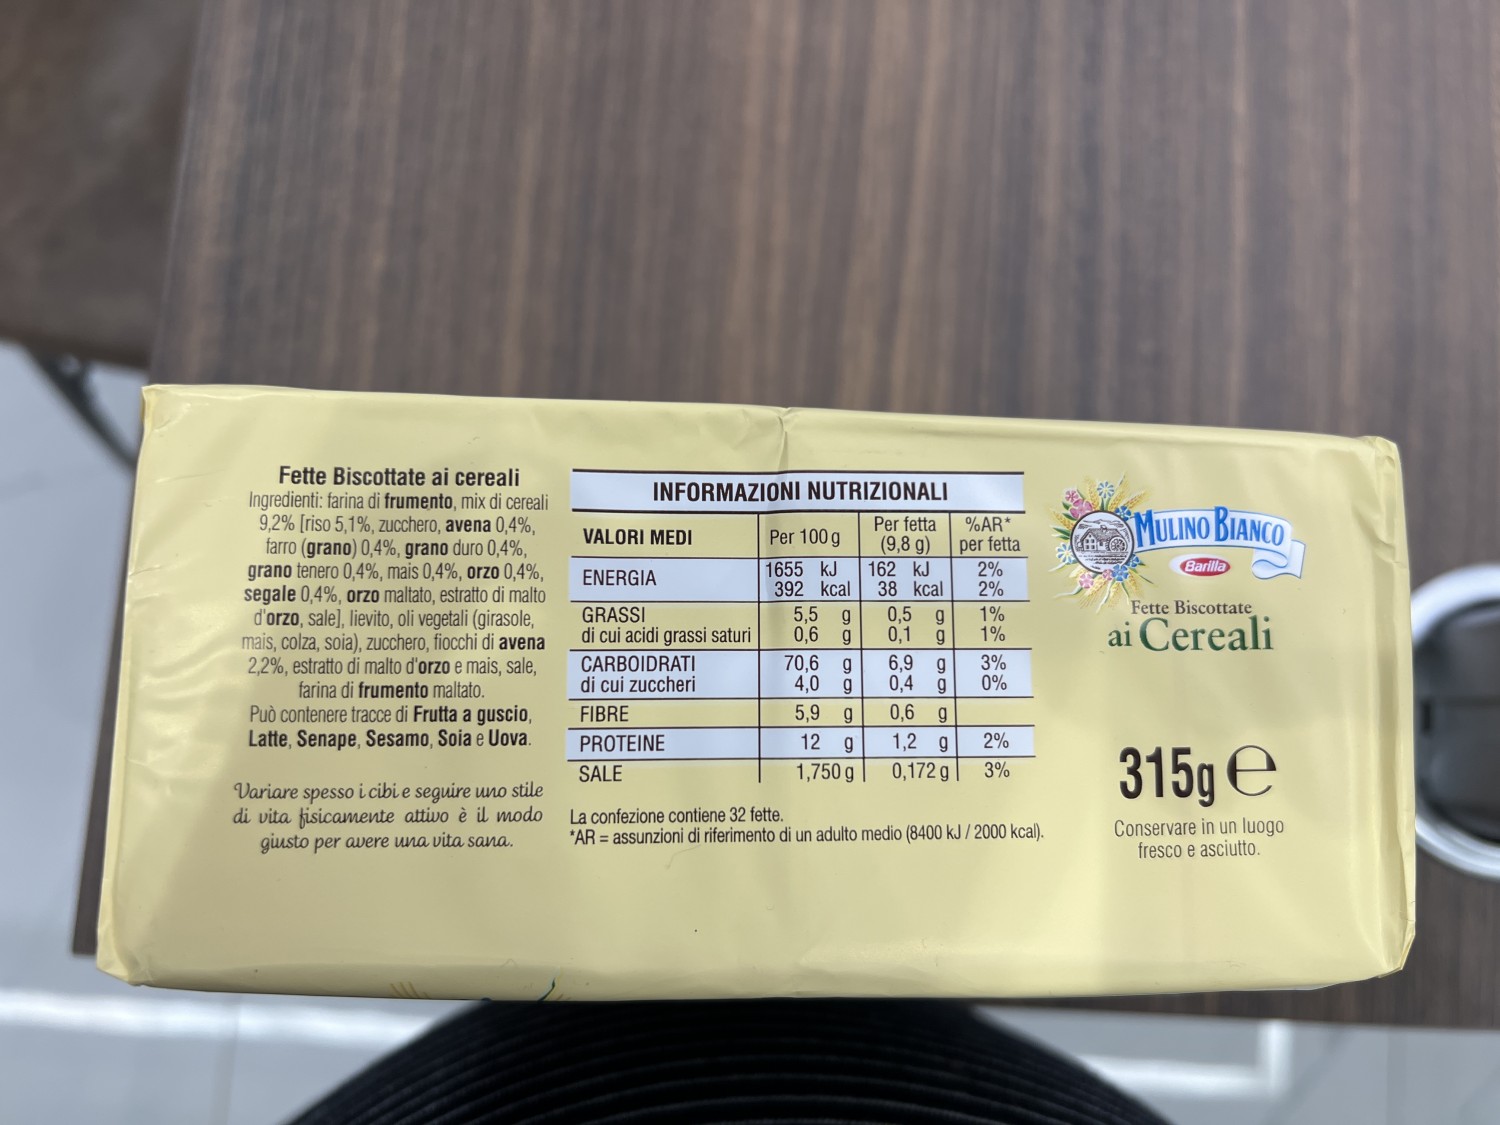 Fette Biscottate ai cereali
Ingredienti: farina di frumento, mix di cereali
9,2% [riso 5,1%, zucchero, avena 0,4%,
farro (grano) 0,4%, grano duro 0,4%,
grano tenero 0,4%, mais 0,4%, orzo 0,4%,
segale 0,4%, orzo maltato, estratto di malto
d'orzo, sale], lievito, oli vegetali (girasole,
mais, colza, soia), zucchero, fiocchi di avena
2,2%, estratto di malto d'orzo e mais, sale,
farina di frumento maltato.
Può contenere tracce di Frutta a guscio,
Latte, Senape, Sesamo, Soia e Uova.
Variare spesso i cibi e seguire uno stile
di vita fisicamente attivo è il modo
giusto per avere una vita sana.
INFORMAZIONI NUTRIZIONALI
VALORI MEDI Per 100 g Per fetta (9,8 g) %AR* per fetta
ENERGIA 1655 kJ 162 kJ 2%
392 kcal 38 kcal 2%
GRASSI 5,5 g 0,5 g 1%
di cui acidi grassi saturi 0,6 g 0,1 g 1%
CARBOIDRATI 70,6 g 6,9 g 3%
di cui zuccheri 4,0 g 0,4 g 0%
FIBRE 5,9 g 0,6 g
PROTEINE 12 g 1,2 g 2%
SALE 1,750 g 0,172 g 3%
La confezione contiene 32 fette.
*AR = assunzioni di riferimento di un adulto medio (8400 kJ / 2000 kcal).
MULINO BIANCO
Barilla
Fette Biscottate
ai Cereali
315g ℮
Conservare in un luogo
fresco e asciutto.